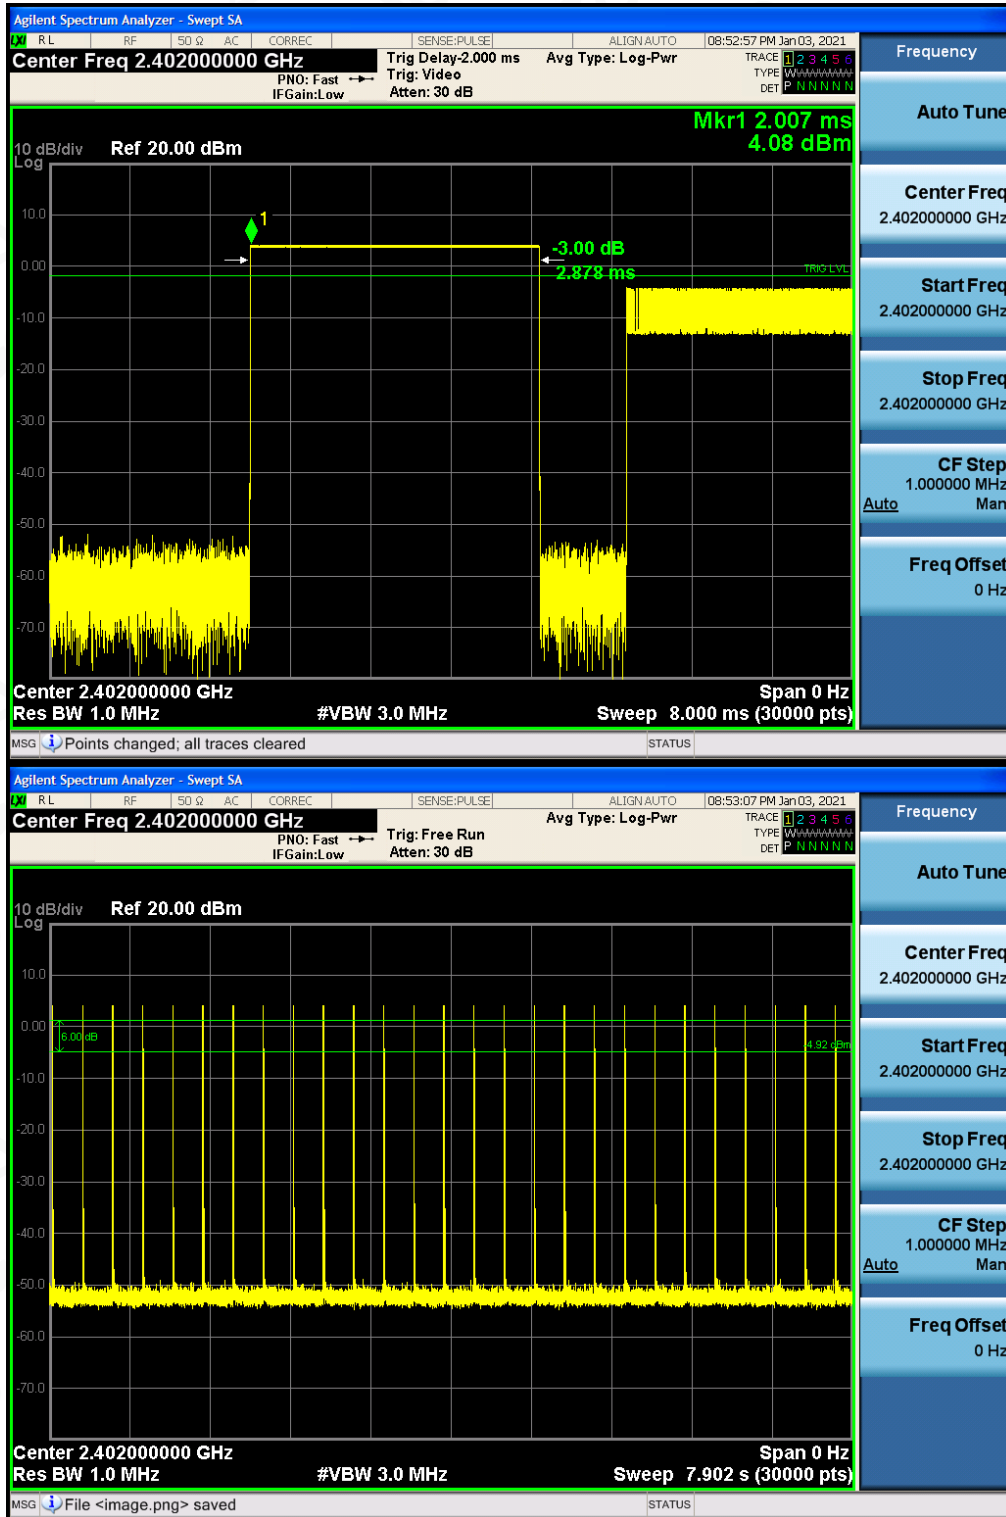 Agilent Spectrum Analyzer - Swept SA
LXI RL RF 50 Ω AC CORREC SENSE:PULSE ALIGN AUTO 08:52:57 PM Jan 03, 2021
Center Freq 2.402000000 GHz
PNO: Fast
IFGain:Low
Trig Delay-2.000 ms
Trig: Video
Atten: 30 dB
Avg Type: Log-Pwr
TRACE 1 2 3 4 5 6
TYPE W
DET P N N N N N
Mkr1 2.007 ms
4.08 dBm
10 dB/div Ref 20.00 dBm
Log
10.0
1
0.00
-3.00 dB
2.878 ms
TRIG LVL
-10.0
-20.0
-30.0
-40.0
-50.0
-60.0
-70.0
Center 2.402000000 GHz Span 0 Hz
Res BW 1.0 MHz #VBW 3.0 MHz Sweep 8.000 ms (30000 pts)
MSG Points changed; all traces cleared STATUS
Frequency
Auto Tune
Center Freq
2.402000000 GHz
Start Freq
2.402000000 GHz
Stop Freq
2.402000000 GHz
CF Step
1.000000 MHz
Auto Man
Freq Offset
0 Hz
Agilent Spectrum Analyzer - Swept SA
LXI RL RF 50 Ω AC CORREC SENSE:PULSE ALIGN AUTO 08:53:07 PM Jan 03, 2021
Center Freq 2.402000000 GHz
PNO: Fast
IFGain:Low
Trig: Free Run
Atten: 30 dB
Avg Type: Log-Pwr
TRACE 1 2 3 4 5 6
TYPE W
DET P N N N N N
10 dB/div Ref 20.00 dBm
Log
10.0
0.00
6.00 dB
-4.92 dBm
-10.0
-20.0
-30.0
-40.0
-50.0
-60.0
-70.0
Center 2.402000000 GHz Span 0 Hz
Res BW 1.0 MHz #VBW 3.0 MHz Sweep 7.902 s (30000 pts)
MSG File <image.png> saved STATUS
Frequency
Auto Tune
Center Freq
2.402000000 GHz
Start Freq
2.402000000 GHz
Stop Freq
2.402000000 GHz
CF Step
1.000000 MHz
Auto Man
Freq Offset
0 Hz